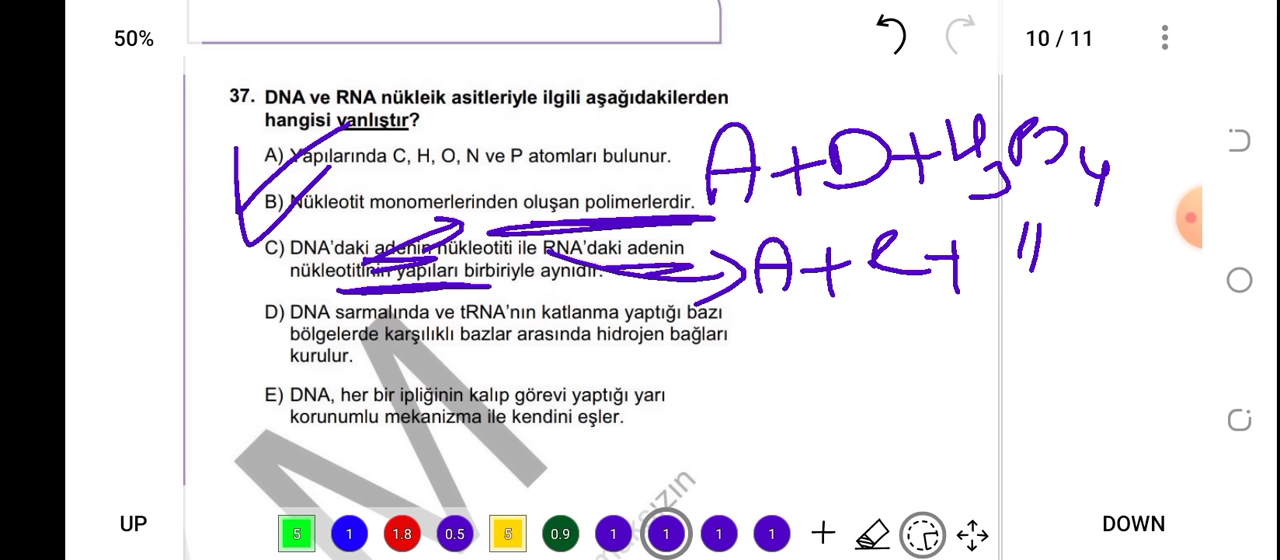 50%
10 / 11
37. DNA ve RNA nükleik asitleriyle ilgili aşağıdakilerden
hangisi yanlıştır?
A) Yapılarında C, H, O, N ve P atomları bulunur.
B) Nükleotit monomerlerinden oluşan polimerlerdir.
C) DNA'daki adenin nükleotiti ile RNA'daki adenin
nükleotitinin yapıları birbiriyle aynıdır.
D) DNA sarmalında ve tRNA'nın katlanma yaptığı bazı
bölgelerde karşılıklı bazlar arasında hidrojen bağları
kurulur.
E) DNA, her bir ipliğinin kalıp görevi yaptığı yarı
korunumlu mekanizma ile kendini eşler.
A+D+H3PO4
A+R+ "
M
UP
5 1 1.8 0.5 5 0.9 1 1 1 1
DOWN